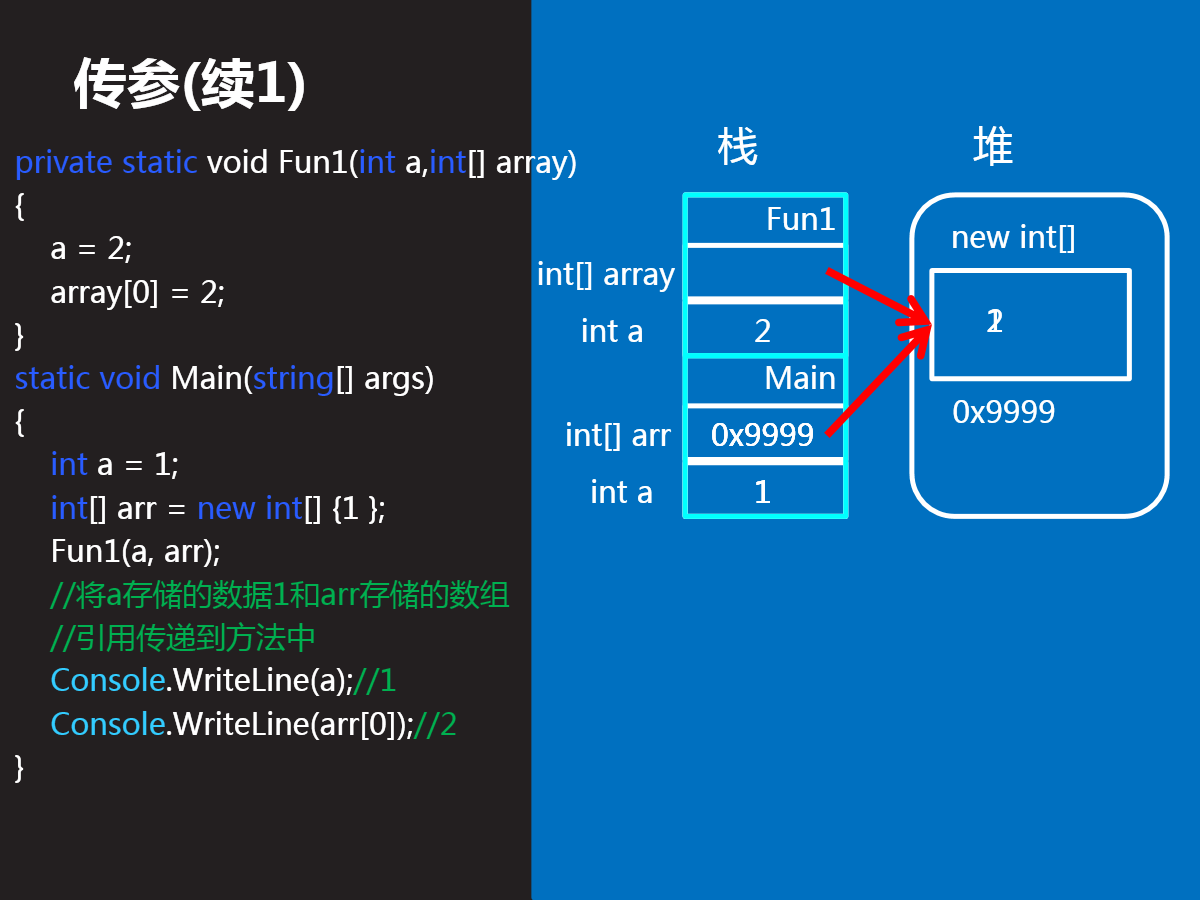 传参(续1)
private static void Fun1(int a,int[] array)
{
a = 2;
array[0] = 2;
}
static void Main(string[] args)
{
int a = 1;
int[] arr = new int[] {1 };
Fun1(a, arr);
//将a存储的数据1和arr存储的数组
//引用传递到方法中
Console.WriteLine(a);//1
Console.WriteLine(arr[0]);//2
}
栈
堆
Fun1
int[] array
int a
2
Main
int[] arr
0x9999
int a
1
new int[]
0x9999